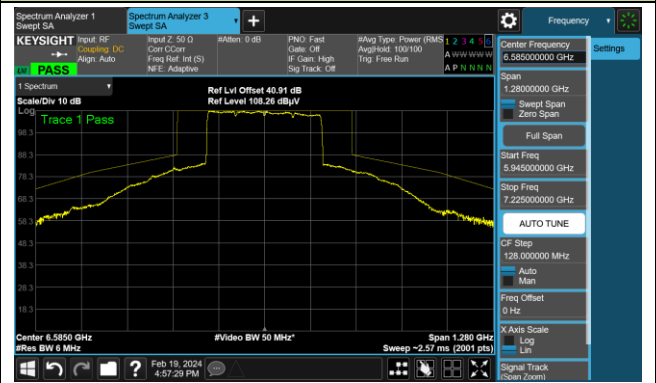 Spectrum Analyzer 1
Swept SA
Spectrum Analyzer 3
Swept SA
Frequency
KEYSIGHT
Input: RF
Coupling: DC
Align: Auto
Input Z: 50 Ω
Corr CCorr
Freq Ref: Int (S)
NFE: Adaptive
#Atten: 0 dB
PNO: Fast
Gate: Off
IF Gain: High
Sig Track: Off
#Avg Type: Power (RMS
Avg|Hold: 100/100
Trig: Free Run
1 2 3 4 5 6
A W W W W W
A P N N N N
PASS
1 Spectrum
Scale/Div 10 dB
Ref Lvl Offset 40.91 dB
Ref Level 108.26 dBµV
Log
Trace 1 Pass
98.3
88.3
78.3
68.3
58.3
48.3
38.3
28.3
18.3
Center 6.5850 GHz
#Res BW 6 MHz
#Video BW 50 MHz*
Span 1.280 GHz
Sweep ~2.57 ms (2001 pts)
Center Frequency
6.585000000 GHz
Settings
Span
1.28000000 GHz
Swept Span
Zero Span
Full Span
Start Freq
5.945000000 GHz
Stop Freq
7.225000000 GHz
AUTO TUNE
CF Step
128.000000 MHz
Auto
Man
Freq Offset
0 Hz
X Axis Scale
Log
Lin
Signal Track
(Span Zoom)
Feb 19, 2024
4:57:29 PM